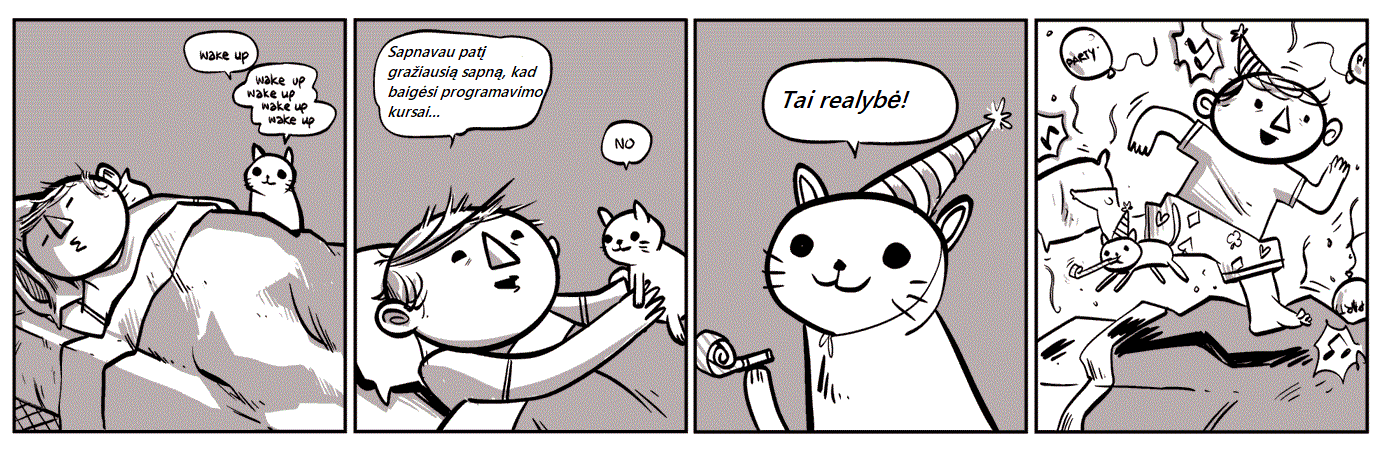 wake up
wake up
wake up
wake up
wake up
Sapnavau patį
gražiausią sapną, kad
baigėsi programavimo
kursai...
NO
Tai realybė!
PARTY